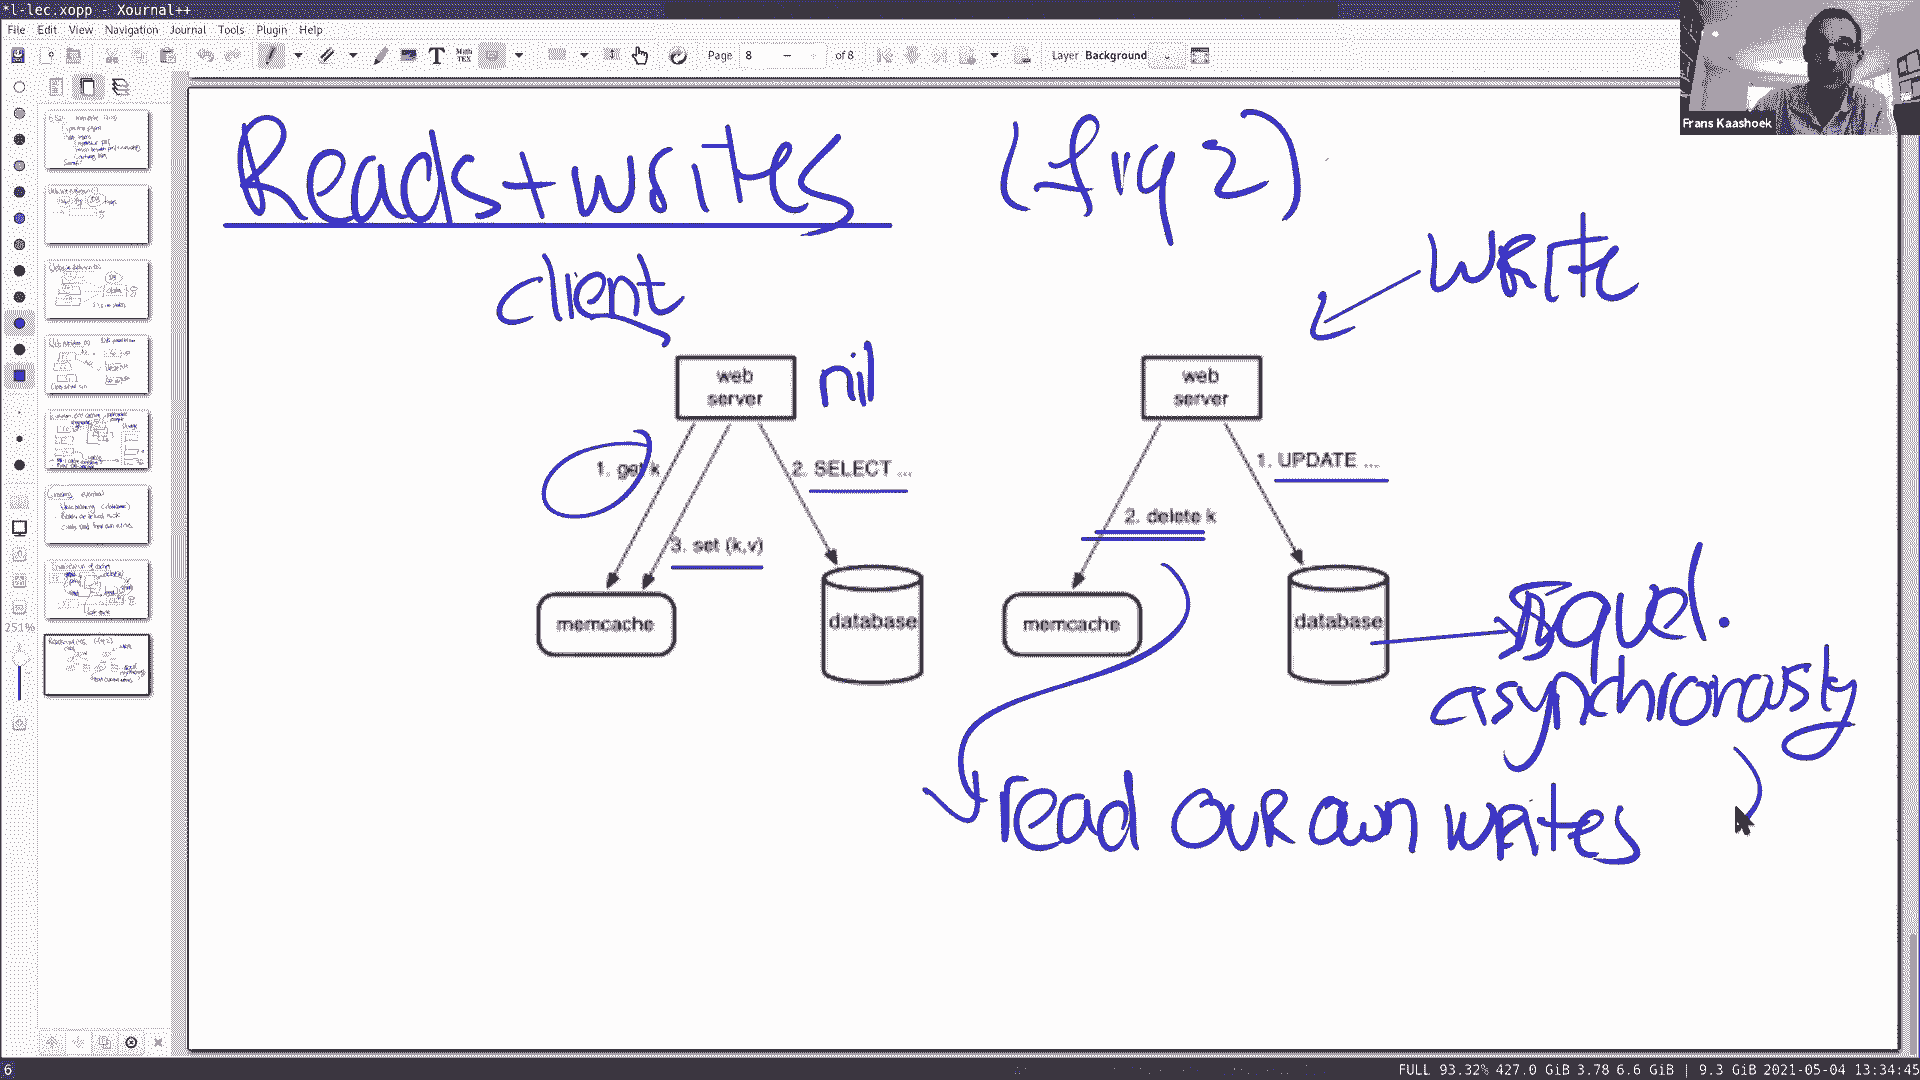 *l-lec.xopp - Xournal++
File Edit View Navigation Journal Tools Plugin Help
Page 8 of 8 Layer Background
Frans Kaashoek
Reads+writes (fig 2)
client
write
web server
nil
web server
1. get k
2. SELECT ...
1. UPDATE ...
2. delete k
3. set (k,v)
memcache
database
memcache
database
squel.
asynchronously
read our own writes
251%
6
FULL 93.32% 427.0 GiB 3.78 6.6 GiB | 9.3 GiB 2021-05-04 13:34:45